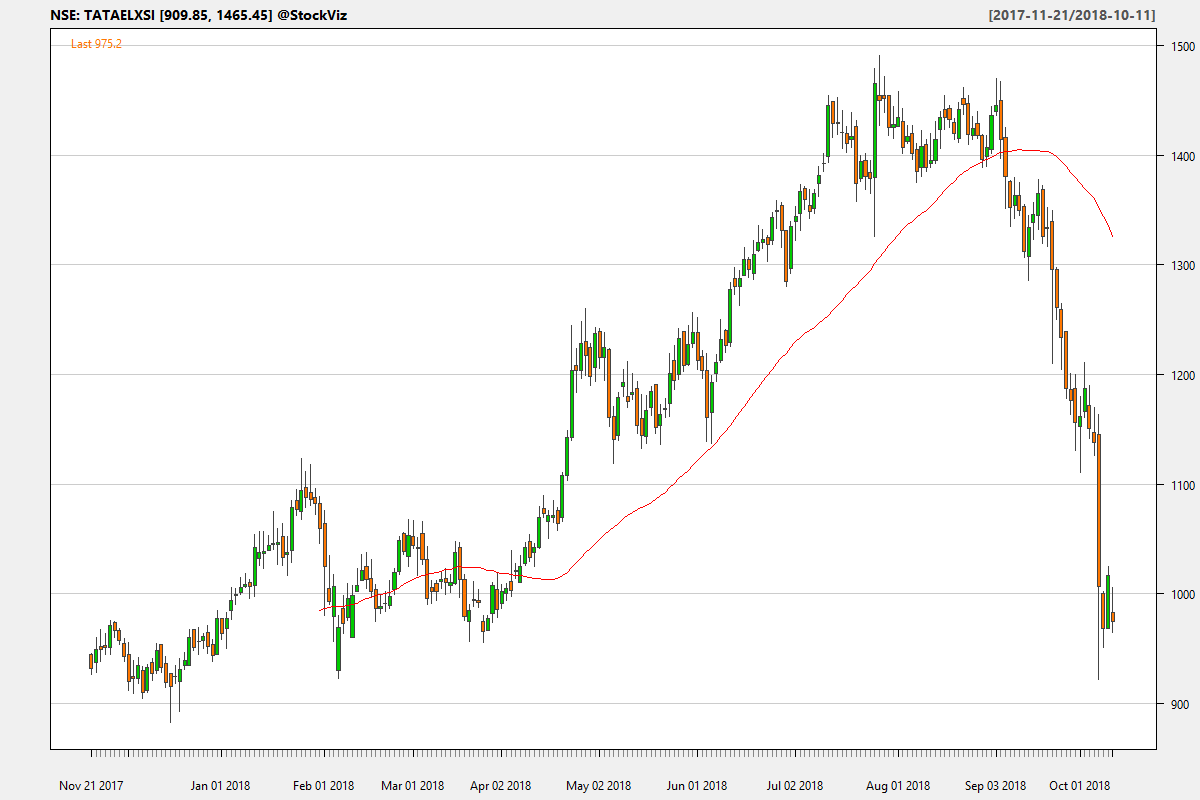 NSE: TATAELXSI [909.85, 1465.45] @StockViz
[2017-11-21/2018-10-11]
Last 975.2
1500
1400
1300
1200
1100
1000
900
Nov 21 2017 Jan 01 2018 Feb 01 2018 Mar 01 2018 Apr 02 2018 May 02 2018 Jun 01 2018 Jul 02 2018 Aug 01 2018 Sep 03 2018 Oct 01 2018